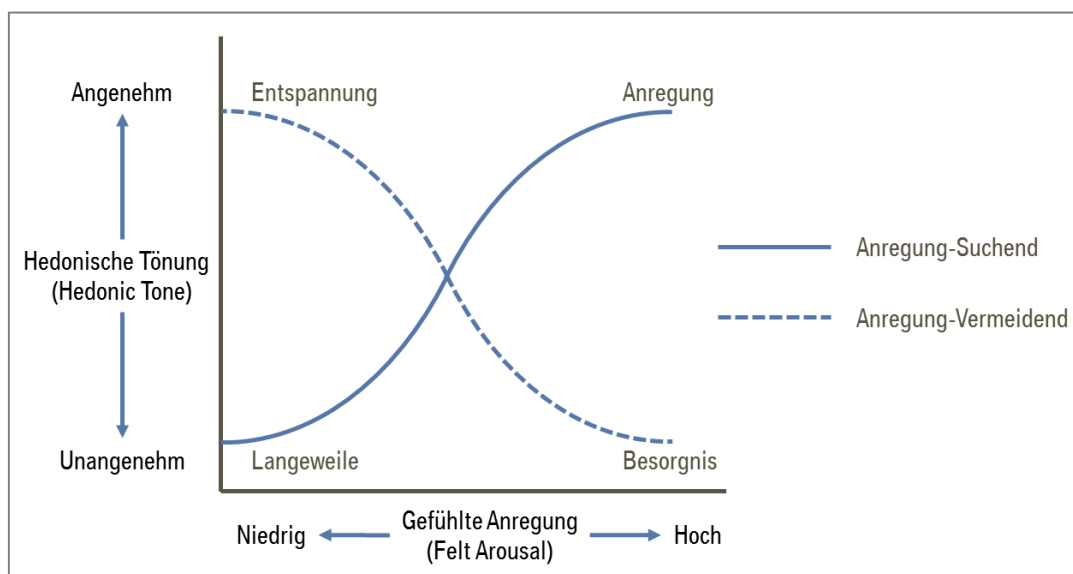 Angenehm
Entspannung
Anregung
Hedonische Tönung
(Hedonic Tone)
Anregung-Suchend
Anregung-Vermeidend
Unangenehm
Langeweile
Besorgnis
Niedrig
Gefühlte Anregung
(Felt Arousal)
Hoch